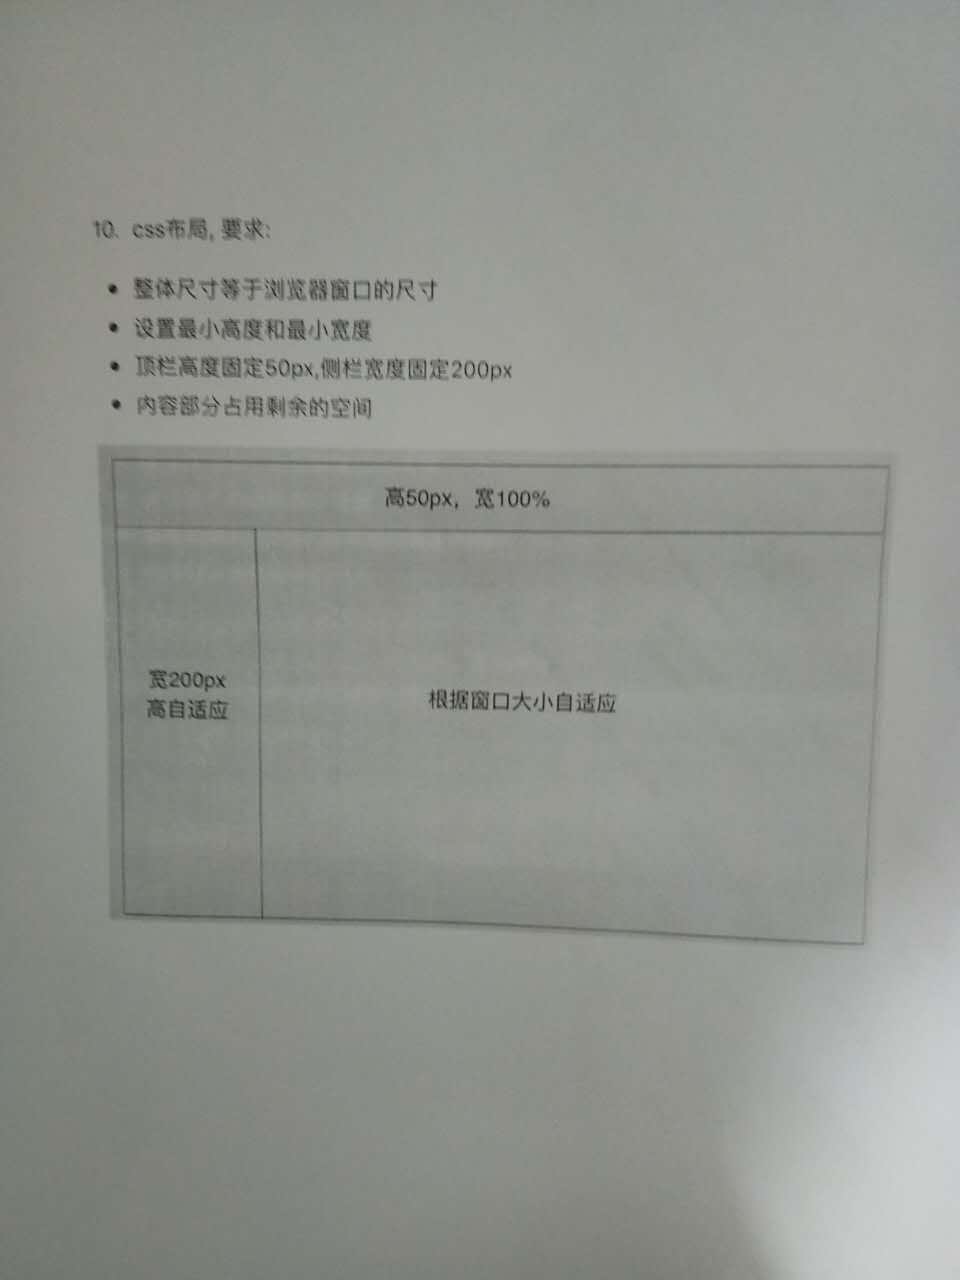 10. css布局, 要求:
• 整体尺寸等于浏览器窗口的尺寸
• 设置最小高度和最小宽度
• 顶栏高度固定50px,侧栏宽度固定200px
• 内容部分占用剩余的空间
高50px，宽100%
宽200px
高自适应
根据窗口大小自适应